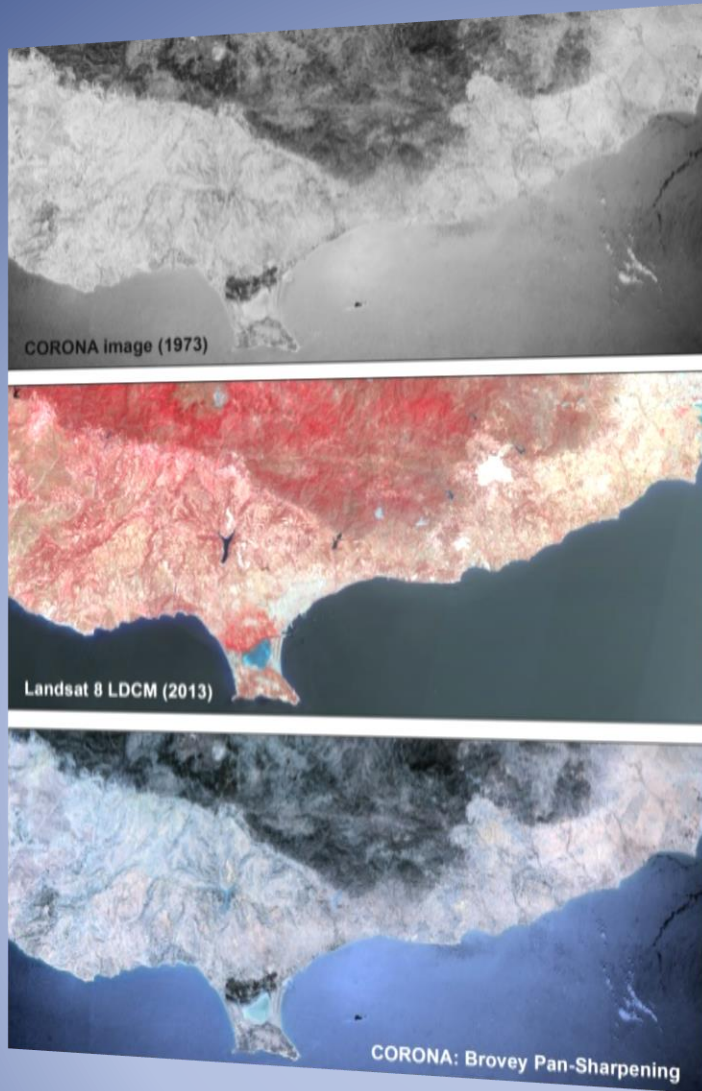 CORONA image (1973)
Landsat 8 LDCM (2013)
CORONA: Brovey Pan-Sharpening